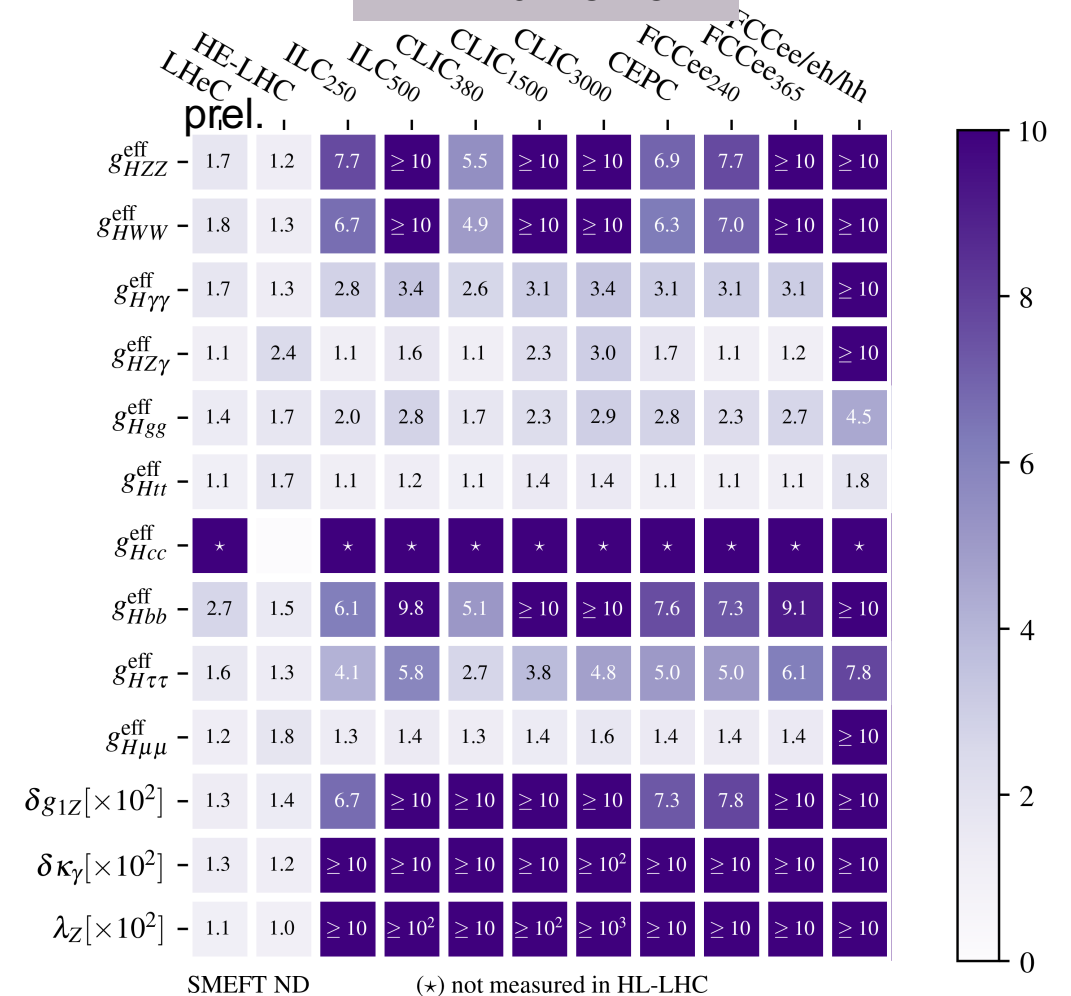 LHeC HE-LHC ILC250 ILC500 CLIC380 CLIC1500 CLIC3000 CEPC FCCee240 FCCee365 FCCee/eh/hh
prel.
10
g^eff_HZZ 1.7 1.2 7.7 ≥ 10 5.5 ≥ 10 ≥ 10 6.9 7.7 ≥ 10 ≥ 10
g^eff_HWW 1.8 1.3 6.7 ≥ 10 4.9 ≥ 10 ≥ 10 6.3 7.0 ≥ 10 ≥ 10
g^eff_Hγγ 1.7 1.3 2.8 3.4 2.6 3.1 3.4 3.1 3.1 3.1 ≥ 10
8
g^eff_HZγ 1.1 2.4 1.1 1.6 1.1 2.3 3.0 1.7 1.1 1.2 ≥ 10
g^eff_Hgg 1.4 1.7 2.0 2.8 1.7 2.3 2.9 2.8 2.3 2.7 4.5
6
g^eff_Htt 1.1 1.7 1.1 1.2 1.1 1.4 1.4 1.1 1.1 1.1 1.8
g^eff_Hcc ⋆ ⋆ ⋆ ⋆ ⋆ ⋆ ⋆ ⋆ ⋆ ⋆
g^eff_Hbb 2.7 1.5 6.1 9.8 5.1 ≥ 10 ≥ 10 7.6 7.3 9.1 ≥ 10
4
g^eff_Hττ 1.6 1.3 4.1 5.8 2.7 3.8 4.8 5.0 5.0 6.1 7.8
g^eff_Hμμ 1.2 1.8 1.3 1.4 1.3 1.4 1.6 1.4 1.4 1.4 ≥ 10
2
δg1Z[×10²] 1.3 1.4 6.7 ≥ 10 ≥ 10 ≥ 10 ≥ 10 7.3 7.8 ≥ 10 ≥ 10
δκγ[×10²] 1.3 1.2 ≥ 10 ≥ 10 ≥ 10 ≥ 10 ≥ 10² ≥ 10 ≥ 10 ≥ 10 ≥ 10
λZ[×10²] 1.1 1.0 ≥ 10 ≥ 10² ≥ 10 ≥ 10² ≥ 10³ ≥ 10 ≥ 10 ≥ 10 ≥ 10
0
SMEFT ND (⋆) not measured in HL-LHC